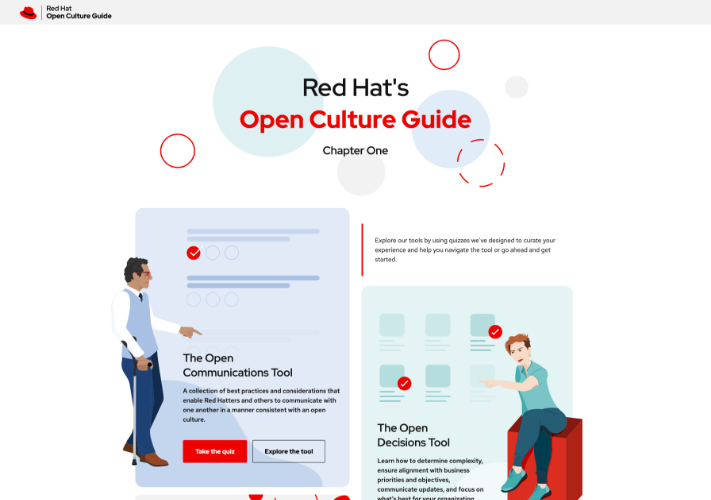 Red Hat
Open Culture Guide
Red Hat's
Open Culture Guide
Chapter One
Explore our tools by using quizzes we've designed to curate your
experience and help you navigate the tool or go ahead and get
started.
The Open
Communications Tool
A collection of best practices and considerations that
enable Red Hatters and others to communicate with
one another in a manner consistent with an open
culture.
Take the quiz
Explore the tool
The Open
Decisions Tool
Learn how to determine complexity,
ensure alignment with business
priorities and objectives,
communicate updates, and focus on
what's best for your organization